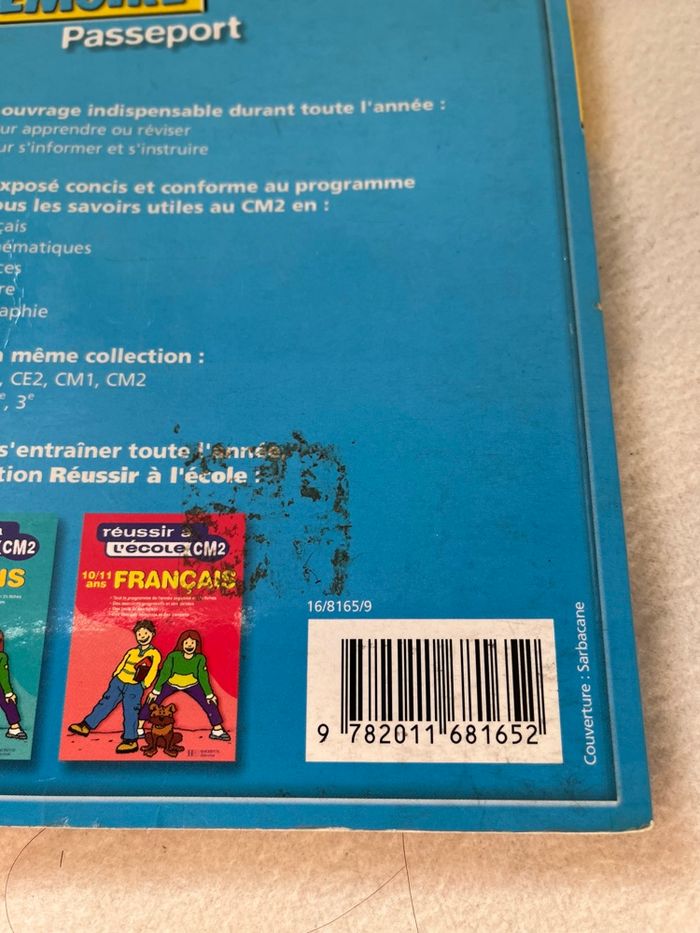 ÉMOIRE
Passeport
ouvrage indispensable durant toute l'année :
ur apprendre ou réviser
ur s'informer et s'instruire
xposé concis et conforme au programme
ous les savoirs utiles au CM2 en :
çais
ématiques
ces
re
aphie
même collection :
, CE2, CM1, CM2
e, 3e
s'entraîner toute l'année,
tion Réussir à l'école :
CM2
US
réussir à
L'ÉCOLE CM2
10/11
ans FRANÇAIS
16/8165/9
9 782011 681652
Couverture : Sarbacane